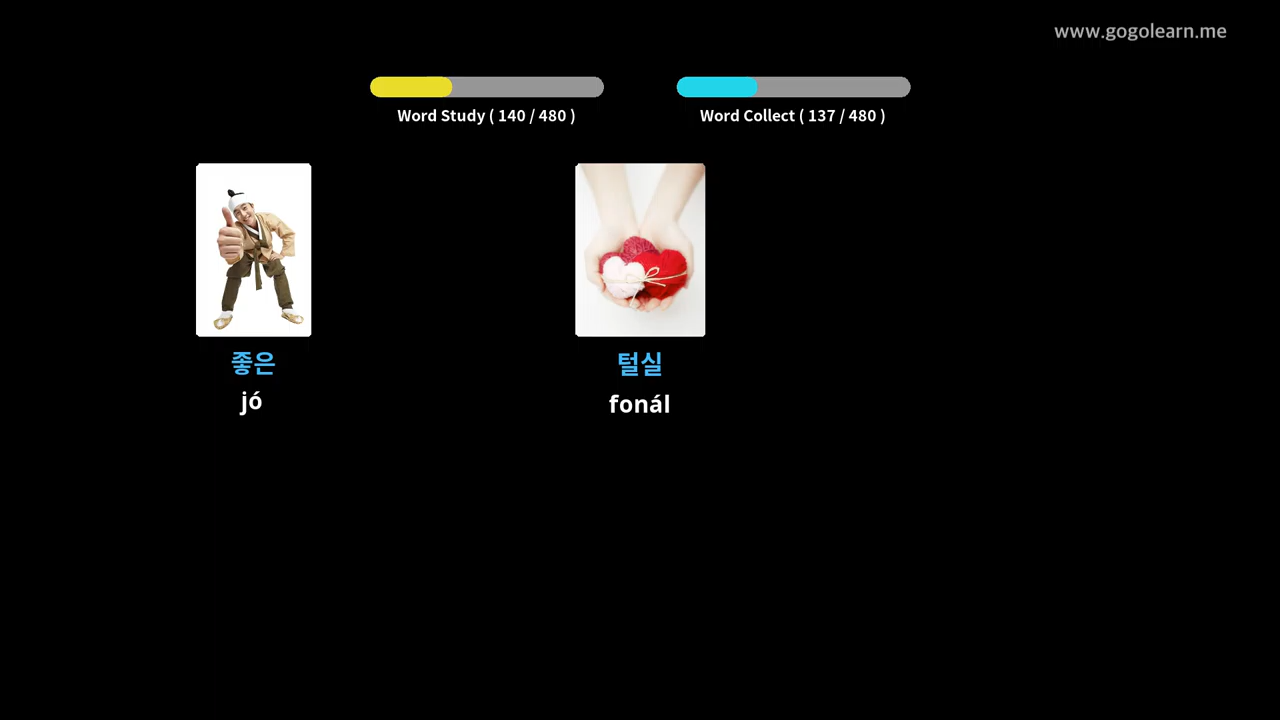 www.gogolearn.me
Word Study ( 140 / 480 )
Word Collect ( 137 / 480 )
좋은
jó
털실
fonál